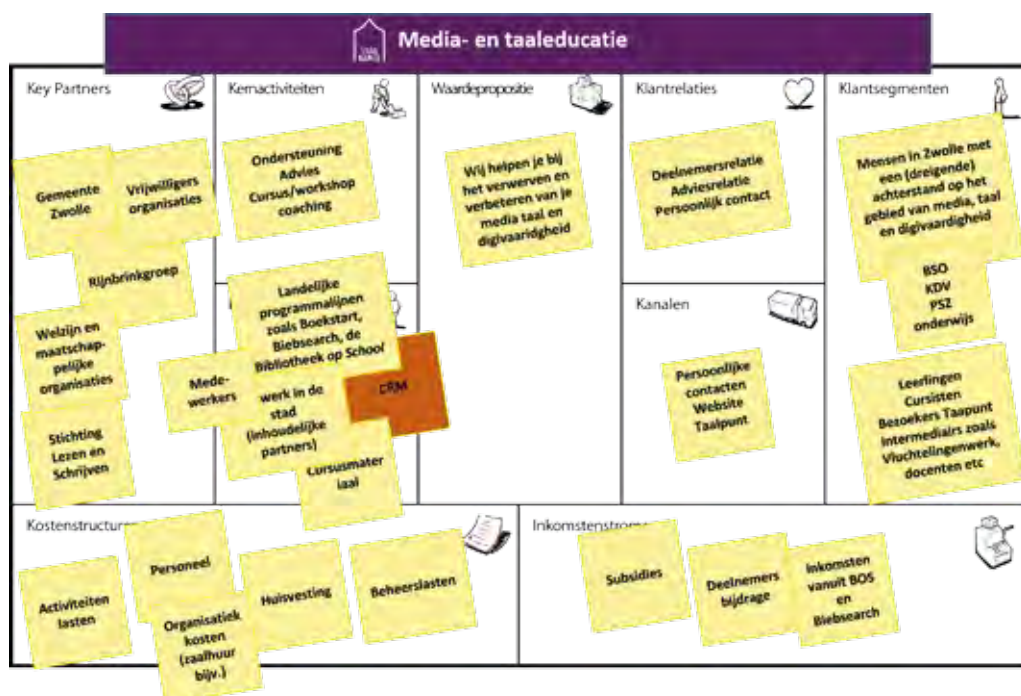 Media- en taaleducatie
Key Partners
Gemeente
Zwolle
Vrijwilligers
organisaties
Rijnbrinkgroep
Welzijn en
maatschap-
pelijke
organisaties
Stichting
Lezen en
Schrijven
Kernactiviteiten
Ondersteuning
Advies
Cursus/workshop
coaching
Landelijke
programmalijnen
zoals Boekstart,
Biebsearch, de
Bibliotheek op School
Mede-
werkers
werk in de
stad
(inhoudelijke
partners)
CRM
Cursusmater
iaal
Waardepropositie
Wij helpen je bij
het verwerven en
verbeteren van je
media taal en
digivaaridgheid
Klantrelaties
Deelnemersrelatie
Adviesrelatie
Persoonlijk contact
Kanalen
Persoonlijke
contacten
Website
Taalpunt
Klantsegmenten
Mensen in Zwolle met
een (dreigende)
achterstand op het
gebied van media, taal
en digivaardigheid
BSO
KDV
PSZ
onderwijs
Leerlingen
Cursisten
Bezoekers Taapunt
Intermediairs zoals
Vluchtelingenwerk,
docenten etc
Kostenstructuur
Activiteiten
lasten
Personeel
Organisatiek
kosten
(zaalhuur
bijv.)
Huisvesting
Beheerslasten
Inkomstenstrome
Subsidies
Deelnemers
bijdrage
Inkomsten
vanuit BOS
en
Biebsearch